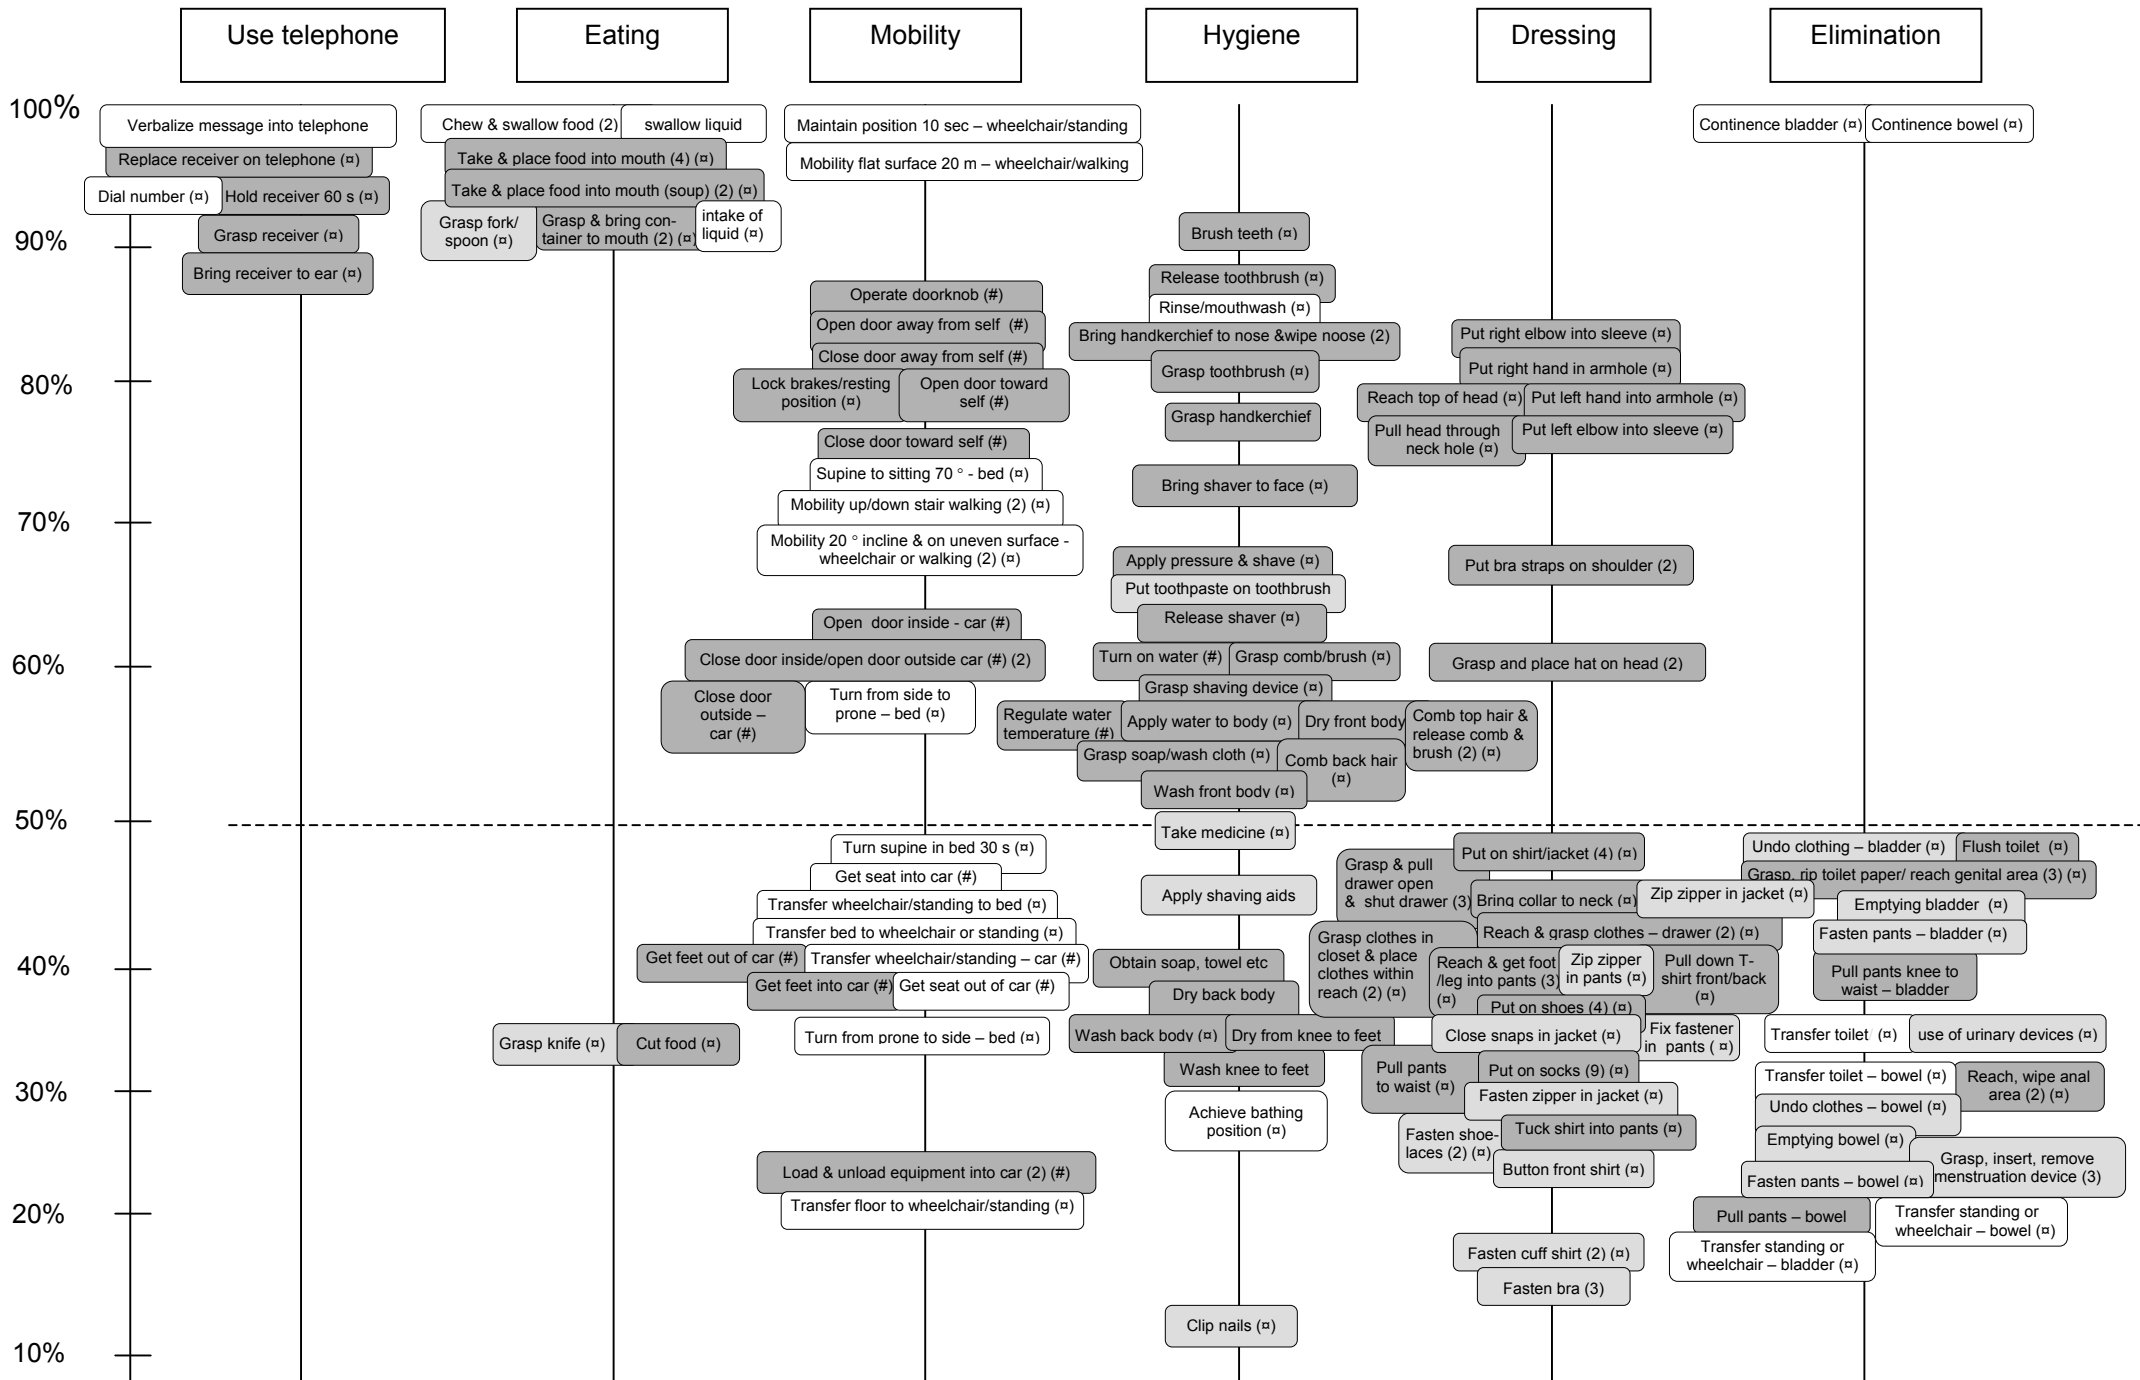 Use telephone
Eating
Mobility
Hygiene
Dressing
Elimination
100%
90%
80%
70%
60%
50%
40%
30%
20%
10%
Verbalize message into telephone
Replace receiver on telephone (¤)
Dial number (¤)
Hold receiver 60 s (¤)
Grasp receiver (¤)
Bring receiver to ear (¤)
Chew & swallow food (2)
swallow liquid
Take & place food into mouth (4) (¤)
Take & place food into mouth (soup) (2) (¤)
Grasp fork/
spoon (¤)
Grasp & bring con-
tainer to mouth (2) (¤)
intake of
liquid (¤)
Grasp knife (¤)
Cut food (¤)
Maintain position 10 sec – wheelchair/standing
Mobility flat surface 20 m – wheelchair/walking
Operate doorknob (#)
Open door away from self (#)
Close door away from self (#)
Lock brakes/resting
position (¤)
Open door toward
self (#)
Close door toward self (#)
Supine to sitting 70 ° - bed (¤)
Mobility up/down stair walking (2) (¤)
Mobility 20 ° incline & on uneven surface -
wheelchair or walking (2) (¤)
Open door inside - car (#)
Close door inside/open door outside car (#) (2)
Close door
outside –
car (#)
Turn from side to
prone – bed (¤)
Turn supine in bed 30 s (¤)
Get seat into car (#)
Transfer wheelchair/standing to bed (¤)
Transfer bed to wheelchair or standing (¤)
Get feet out of car (#)
Transfer wheelchair/standing – car (#)
Get feet into car (#)
Get seat out of car (#)
Turn from prone to side – bed (¤)
Load & unload equipment into car (2) (#)
Transfer floor to wheelchair/standing (¤)
Brush teeth (¤)
Release toothbrush (¤)
Rinse/mouthwash (¤)
Bring handkerchief to nose &wipe noose (2)
Grasp toothbrush (¤)
Grasp handkerchief
Bring shaver to face (¤)
Apply pressure & shave (¤)
Put toothpaste on toothbrush
Release shaver (¤)
Turn on water (#)
Grasp comb/brush (¤)
Grasp shaving device (¤)
Regulate water
temperature (#)
Apply water to body (¤)
Dry front body
Comb top hair &
release comb &
brush (2) (¤)
Grasp soap/wash cloth (¤)
Comb back hair
(¤)
Wash front body (¤)
Take medicine (¤)
Apply shaving aids
Obtain soap, towel etc
Dry back body
Wash back body (¤)
Dry from knee to feet
Wash knee to feet
Achieve bathing
position (¤)
Clip nails (¤)
Put right elbow into sleeve (¤)
Put right hand in armhole (¤)
Reach top of head (¤)
Put left hand into armhole (¤)
Pull head through
neck hole (¤)
Put left elbow into sleeve (¤)
Put bra straps on shoulder (2)
Grasp and place hat on head (2)
Put on shirt/jacket (4) (¤)
Grasp & pull
drawer open
& shut drawer (3)
Bring collar to neck (¤)
Zip zipper in jacket (¤)
Reach & grasp clothes – drawer (2) (¤)
Grasp clothes in
closet & place
clothes within
reach (2) (¤)
Reach & get foot
/leg into pants (3)
(¤)
Zip zipper
in pants (¤)
Pull down T-
shirt front/back
(¤)
Put on shoes (4) (¤)
Close snaps in jacket (¤)
Fix fastener
in pants ( ¤)
Pull pants
to waist (¤)
Put on socks (9) (¤)
Fasten zipper in jacket (¤)
Fasten shoe-
laces (2) (¤)
Tuck shirt into pants (¤)
Button front shirt (¤)
Fasten cuff shirt (2) (¤)
Fasten bra (3)
Continence bladder (¤)
Continence bowel (¤)
Undo clothing – bladder (¤)
Flush toilet (¤)
Grasp, rip toilet paper/ reach genital area (3) (¤)
Emptying bladder (¤)
Fasten pants – bladder (¤)
Pull pants knee to
waist – bladder
Transfer toilet (¤)
use of urinary devices (¤)
Transfer toilet – bowel (¤)
Reach, wipe anal
area (2) (¤)
Undo clothes – bowel (¤)
Emptying bowel (¤)
Grasp, insert, remove
menstruation device (3)
Fasten pants – bowel (¤)
Pull pants – bowel
Transfer standing or
wheelchair – bowel (¤)
Transfer standing or
wheelchair – bladder (¤)